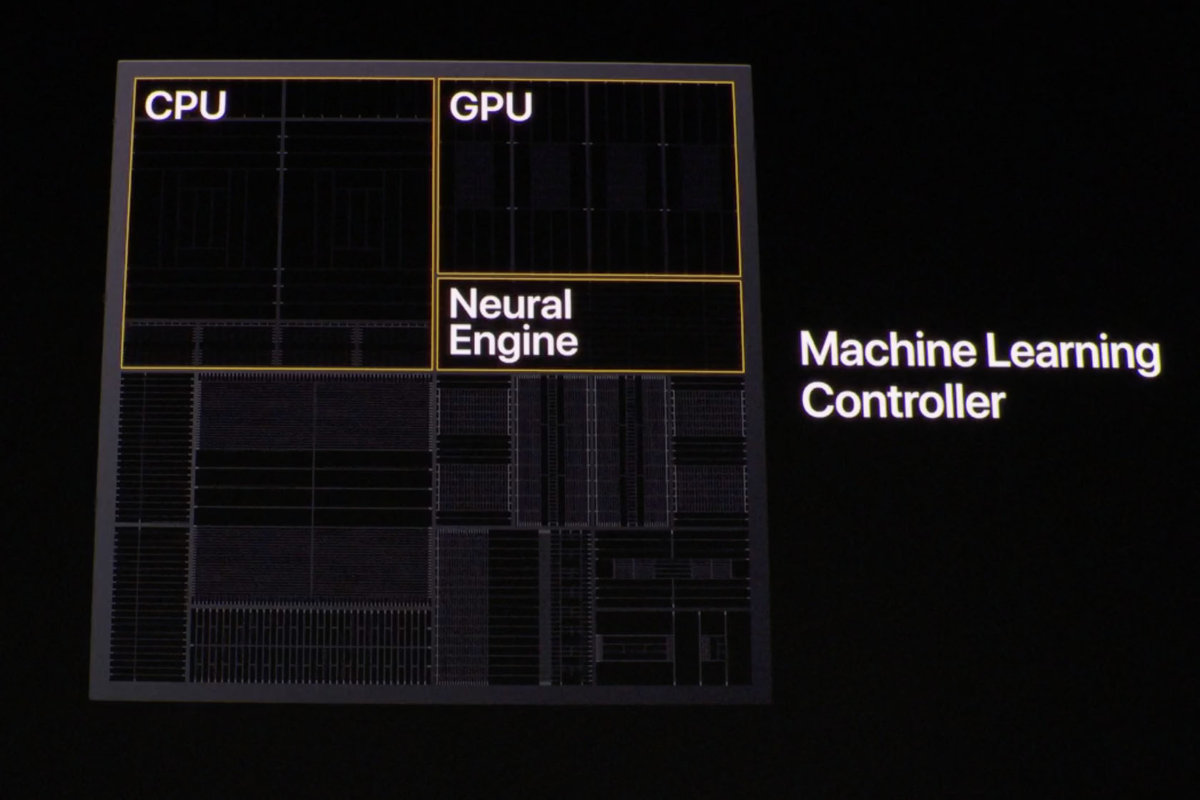 CPU
GPU
Neural
Engine
Machine Learning
Controller